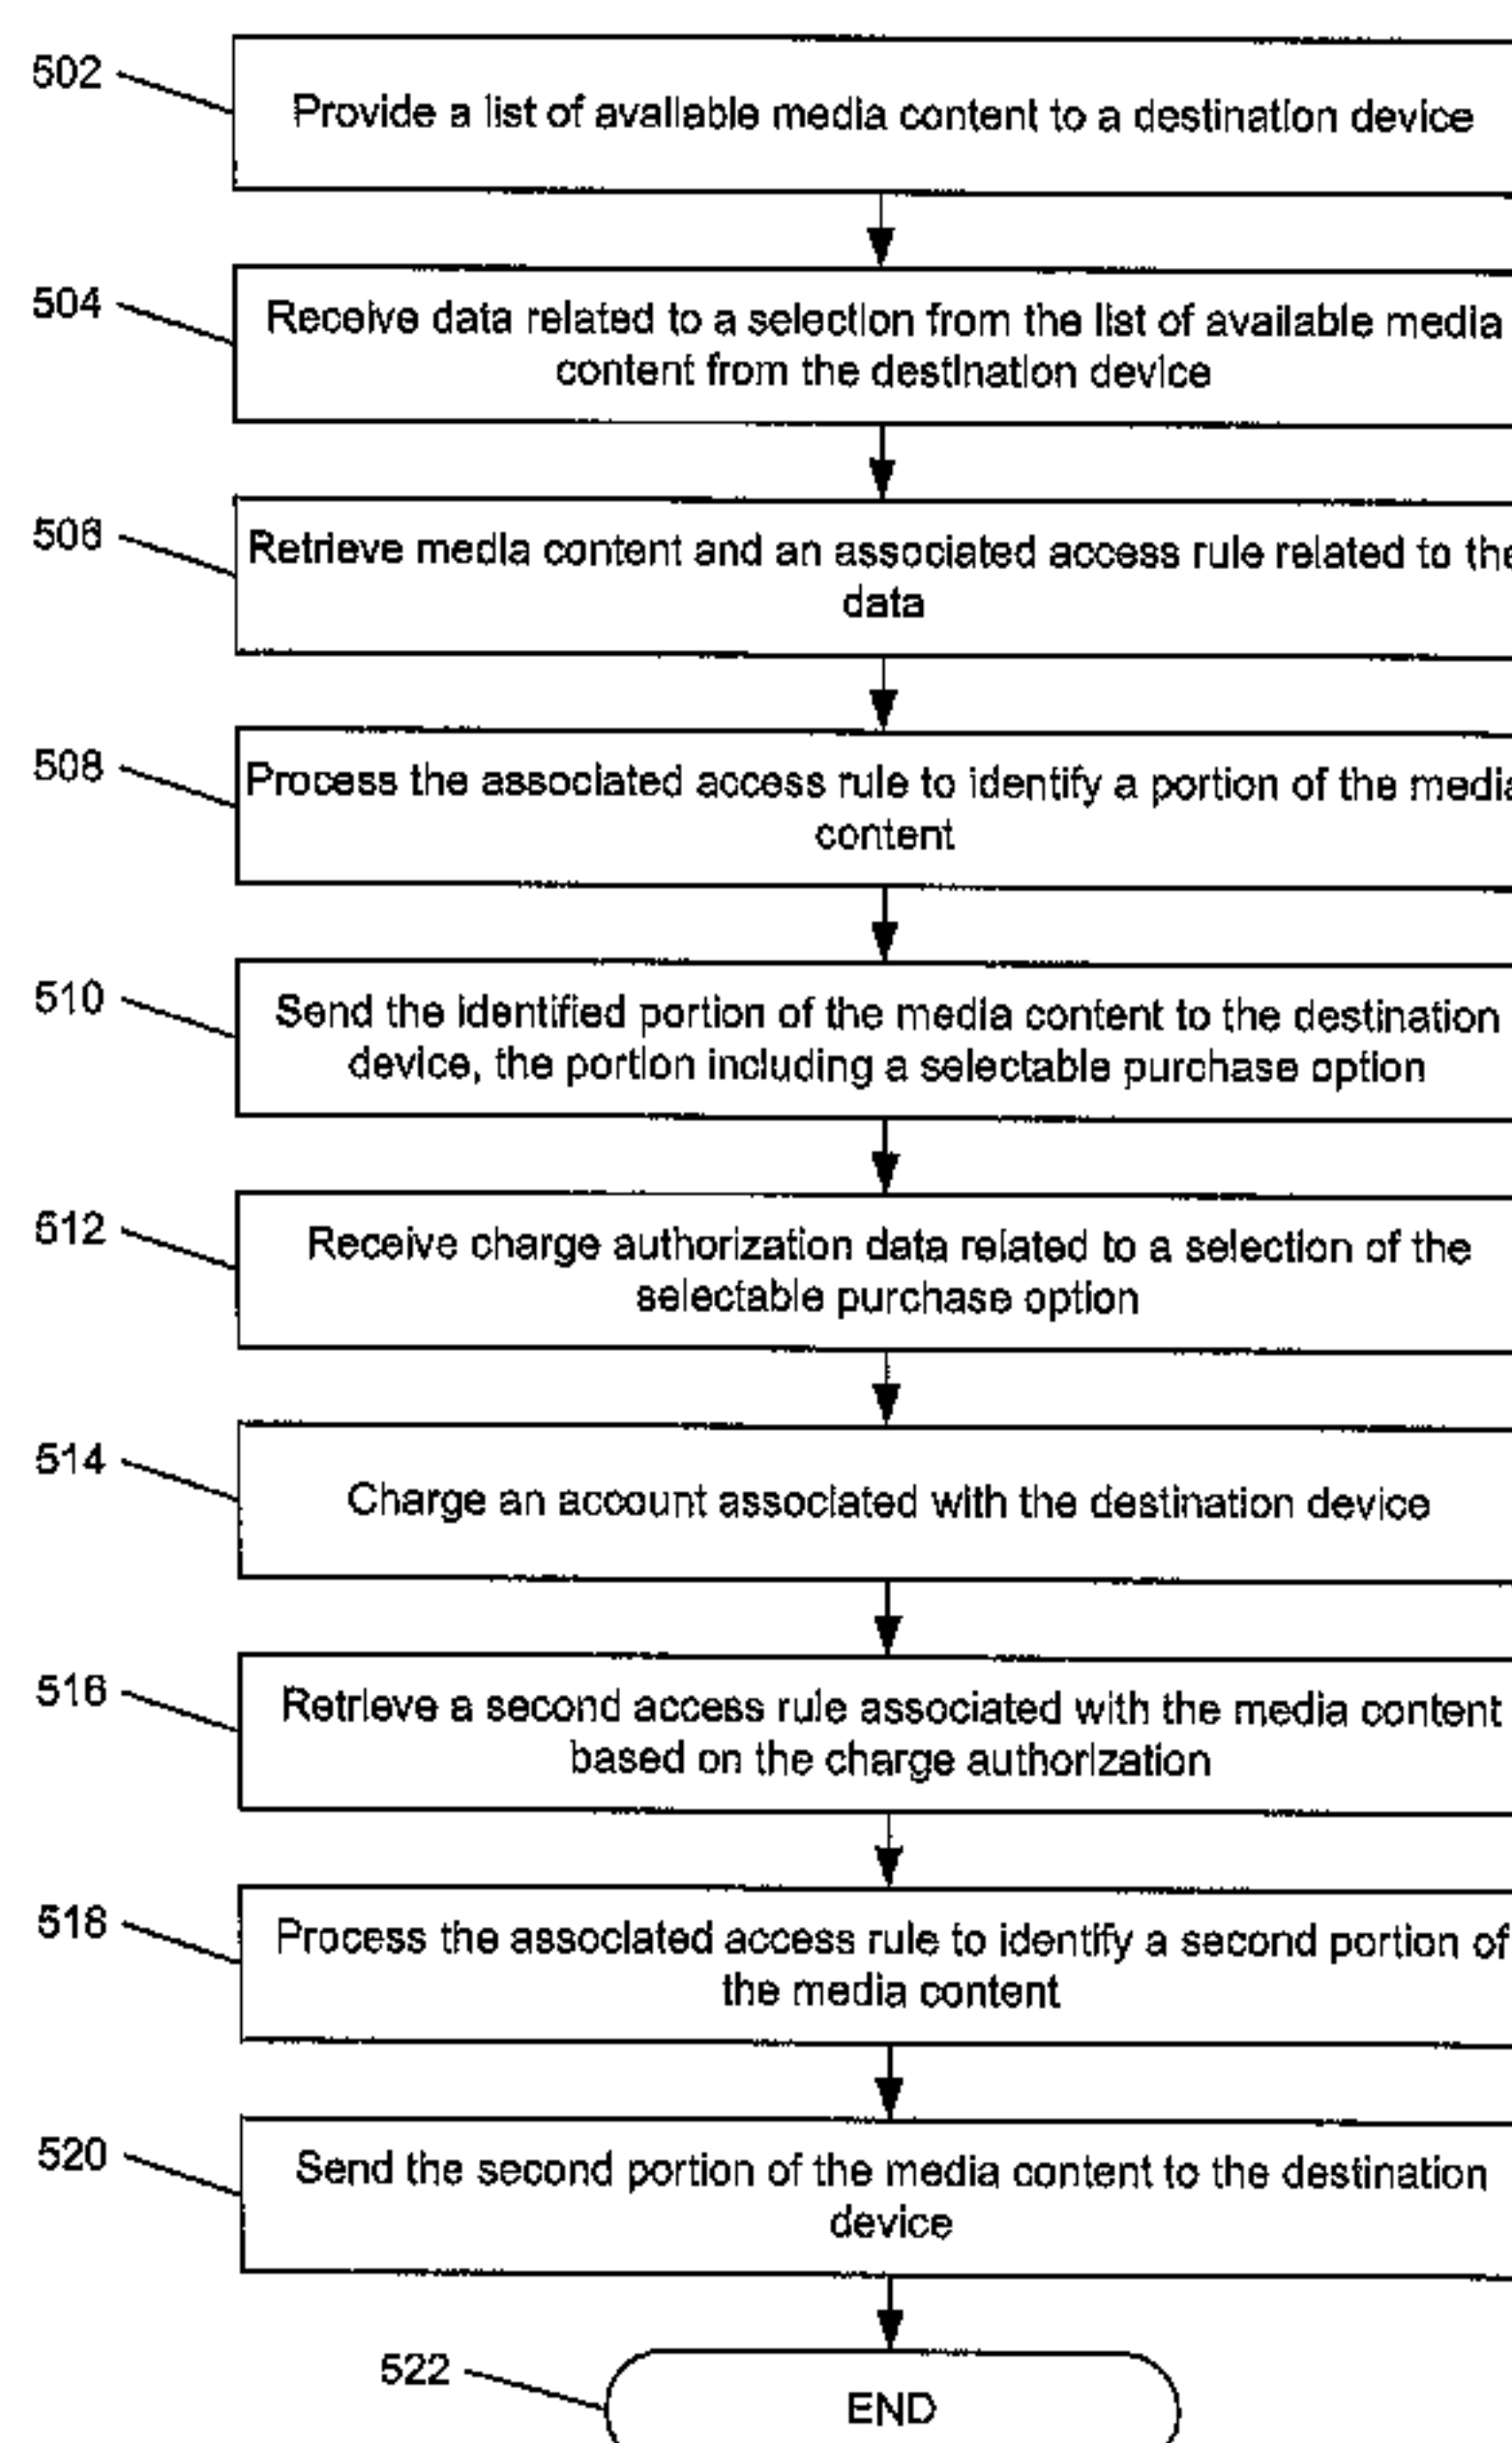 502
Provide a list of available media content to a destination device
504
Receive data related to a selection from the list of available media
content from the destination device
506
Retrieve media content and an associated access rule related to the
data
508
Process the associated access rule to identify a portion of the media
content
510
Send the identified portion of the media content to the destination
device, the portion including a selectable purchase option
512
Receive charge authorization data related to a selection of the
selectable purchase option
514
Charge an account associated with the destination device
516
Retrieve a second access rule associated with the media content
based on the charge authorization
518
Process the associated access rule to identify a second portion of
the media content
520
Send the second portion of the media content to the destination
device
522
END